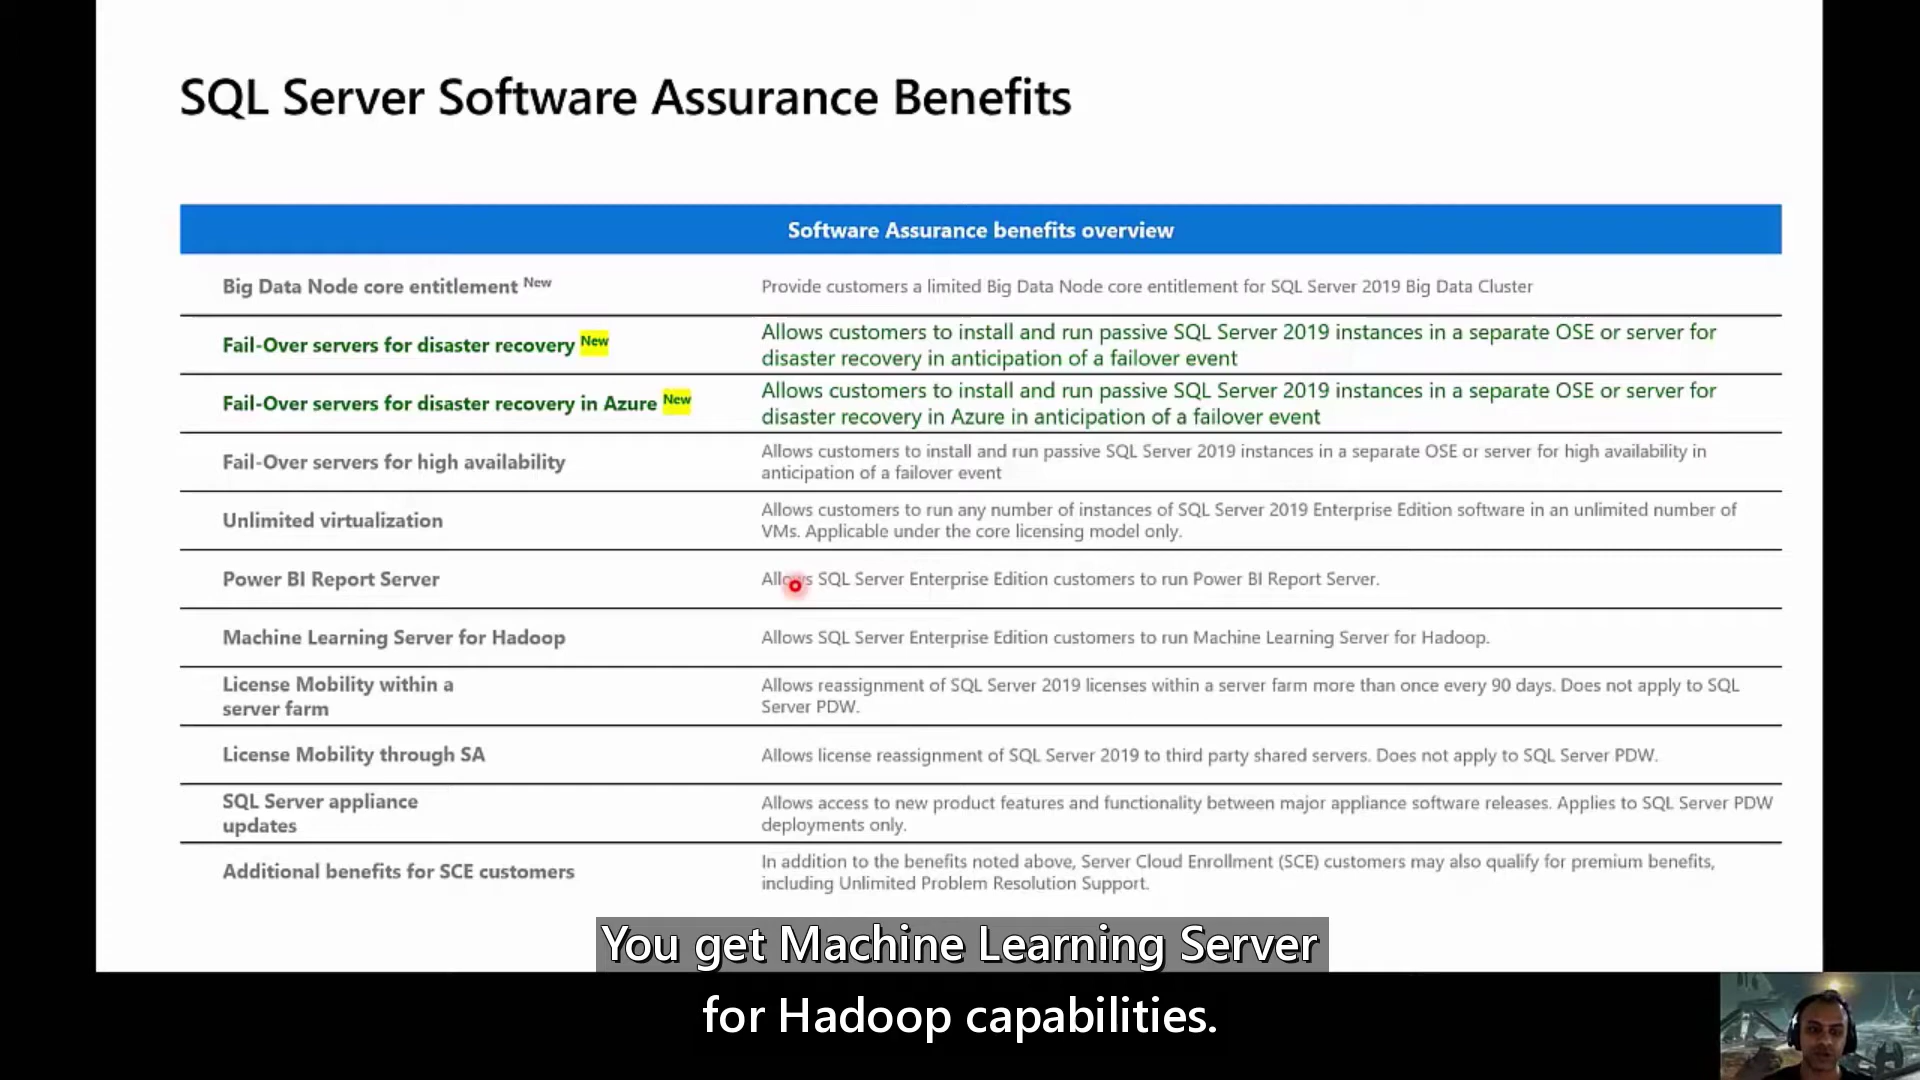 SQL Server Software Assurance Benefits
Software Assurance benefits overview
Big Data Node core entitlement New
Provide customers a limited Big Data Node core entitlement for SQL Server 2019 Big Data Cluster
Fail-Over servers for disaster recovery New
Allows customers to install and run passive SQL Server 2019 instances in a separate OSE or server for
disaster recovery in anticipation of a failover event
Fail-Over servers for disaster recovery in Azure New
Allows customers to install and run passive SQL Server 2019 instances in a separate OSE or server for
disaster recovery in Azure in anticipation of a failover event
Fail-Over servers for high availability
Allows customers to install and run passive SQL Server 2019 instances in a separate OSE or server for high availability in
anticipation of a failover event
Unlimited virtualization
Allows customers to run any number of instances of SQL Server 2019 Enterprise Edition software in an unlimited number of
VMs. Applicable under the core licensing model only.
Power BI Report Server
Allows SQL Server Enterprise Edition customers to run Power BI Report Server.
Machine Learning Server for Hadoop
Allows SQL Server Enterprise Edition customers to run Machine Learning Server for Hadoop.
License Mobility within a
server farm
Allows reassignment of SQL Server 2019 licenses within a server farm more than once every 90 days. Does not apply to SQL
Server PDW.
License Mobility through SA
Allows license reassignment of SQL Server 2019 to third party shared servers. Does not apply to SQL Server PDW.
SQL Server appliance
updates
Allows access to new product features and functionality between major appliance software releases. Applies to SQL Server PDW
deployments only.
Additional benefits for SCE customers
In addition to the benefits noted above, Server Cloud Enrollment (SCE) customers may also qualify for premium benefits,
including Unlimited Problem Resolution Support.
You get Machine Learning Server
for Hadoop capabilities.